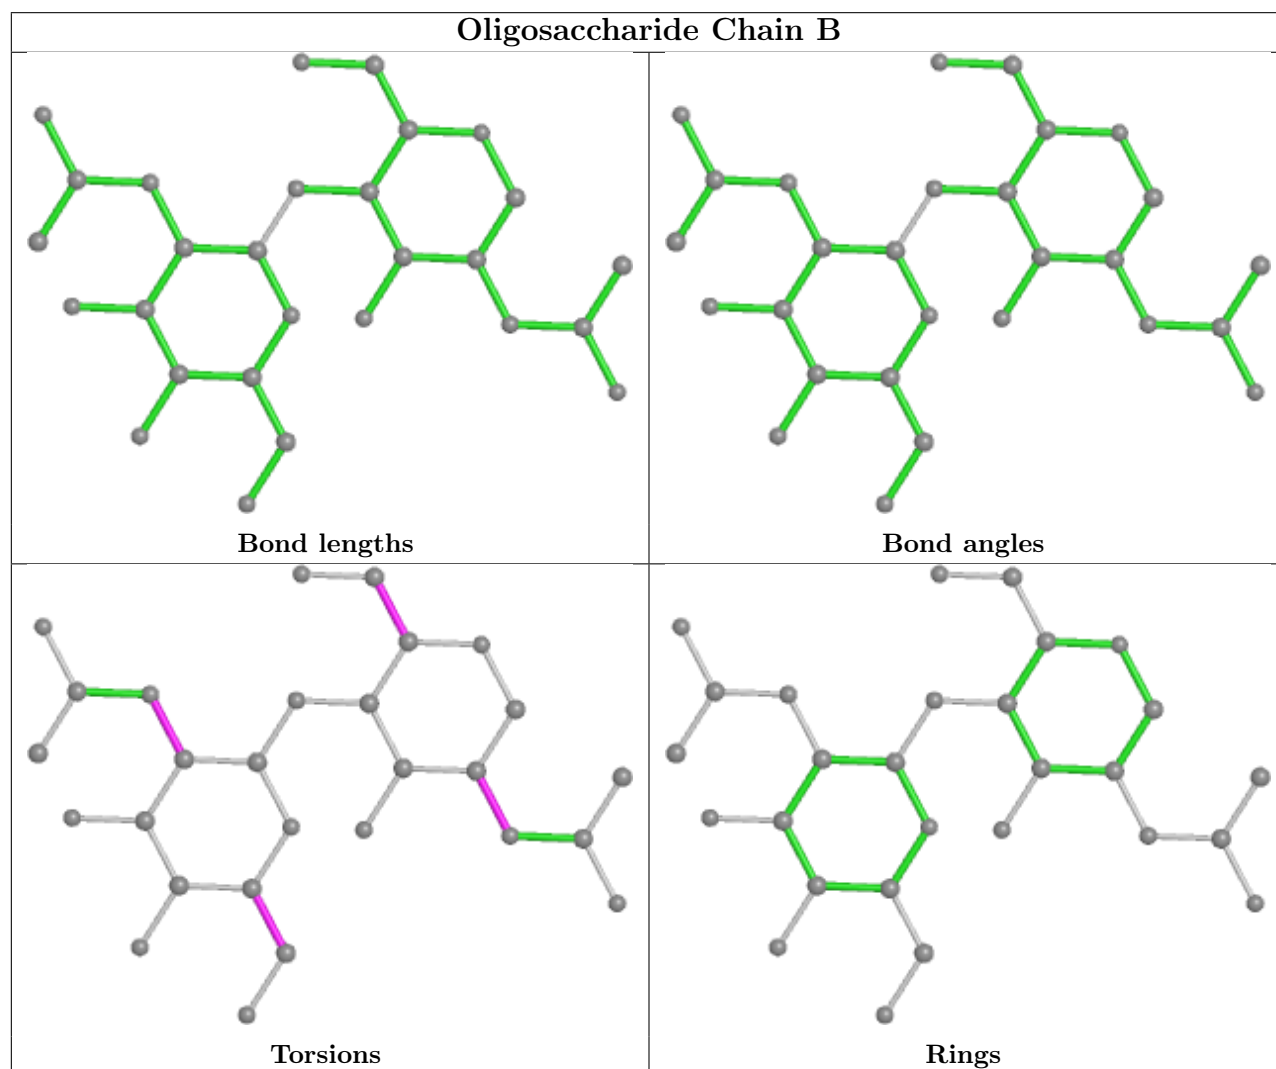 Oligosaccharide Chain B
Bond lengths
Bond angles
Torsions
Rings